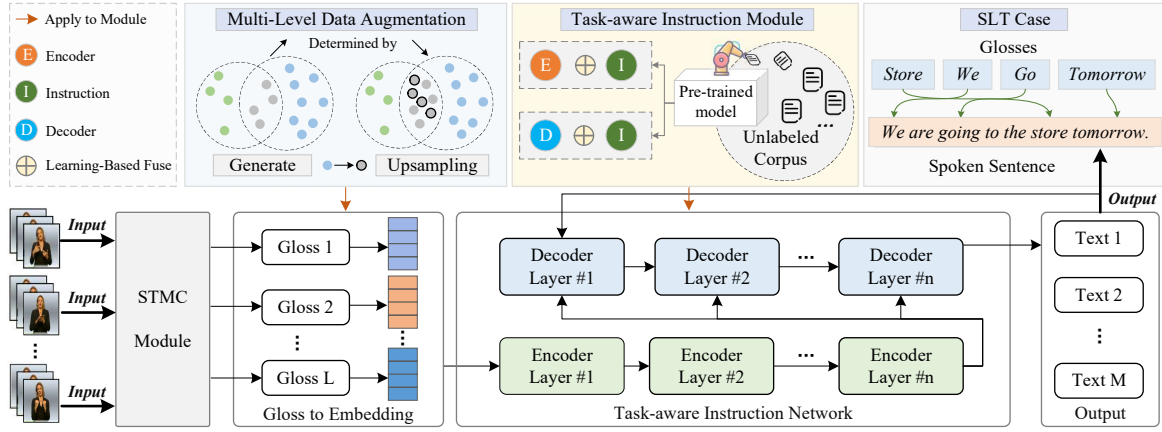 Apply to Module
E Encoder
I Instruction
D Decoder
Learning-Based Fuse
Multi-Level Data Augmentation
Determined by
Generate
Upsampling
Task-aware Instruction Module
E I
D I
Pre-trained
model
Unlabeled
Corpus
...
SLT Case
Glosses
Store We Go Tomorrow
We are going to the store tomorrow.
Spoken Sentence
Input
Input
Input
STMC
Module
Gloss 1
Gloss 2
Gloss L
Gloss to Embedding
Decoder
Layer #1
Decoder
Layer #2
...
Decoder
Layer #n
Encoder
Layer #1
Encoder
Layer #2
...
Encoder
Layer #n
Task-aware Instruction Network
Output
Text 1
Text 2
Text M
Output